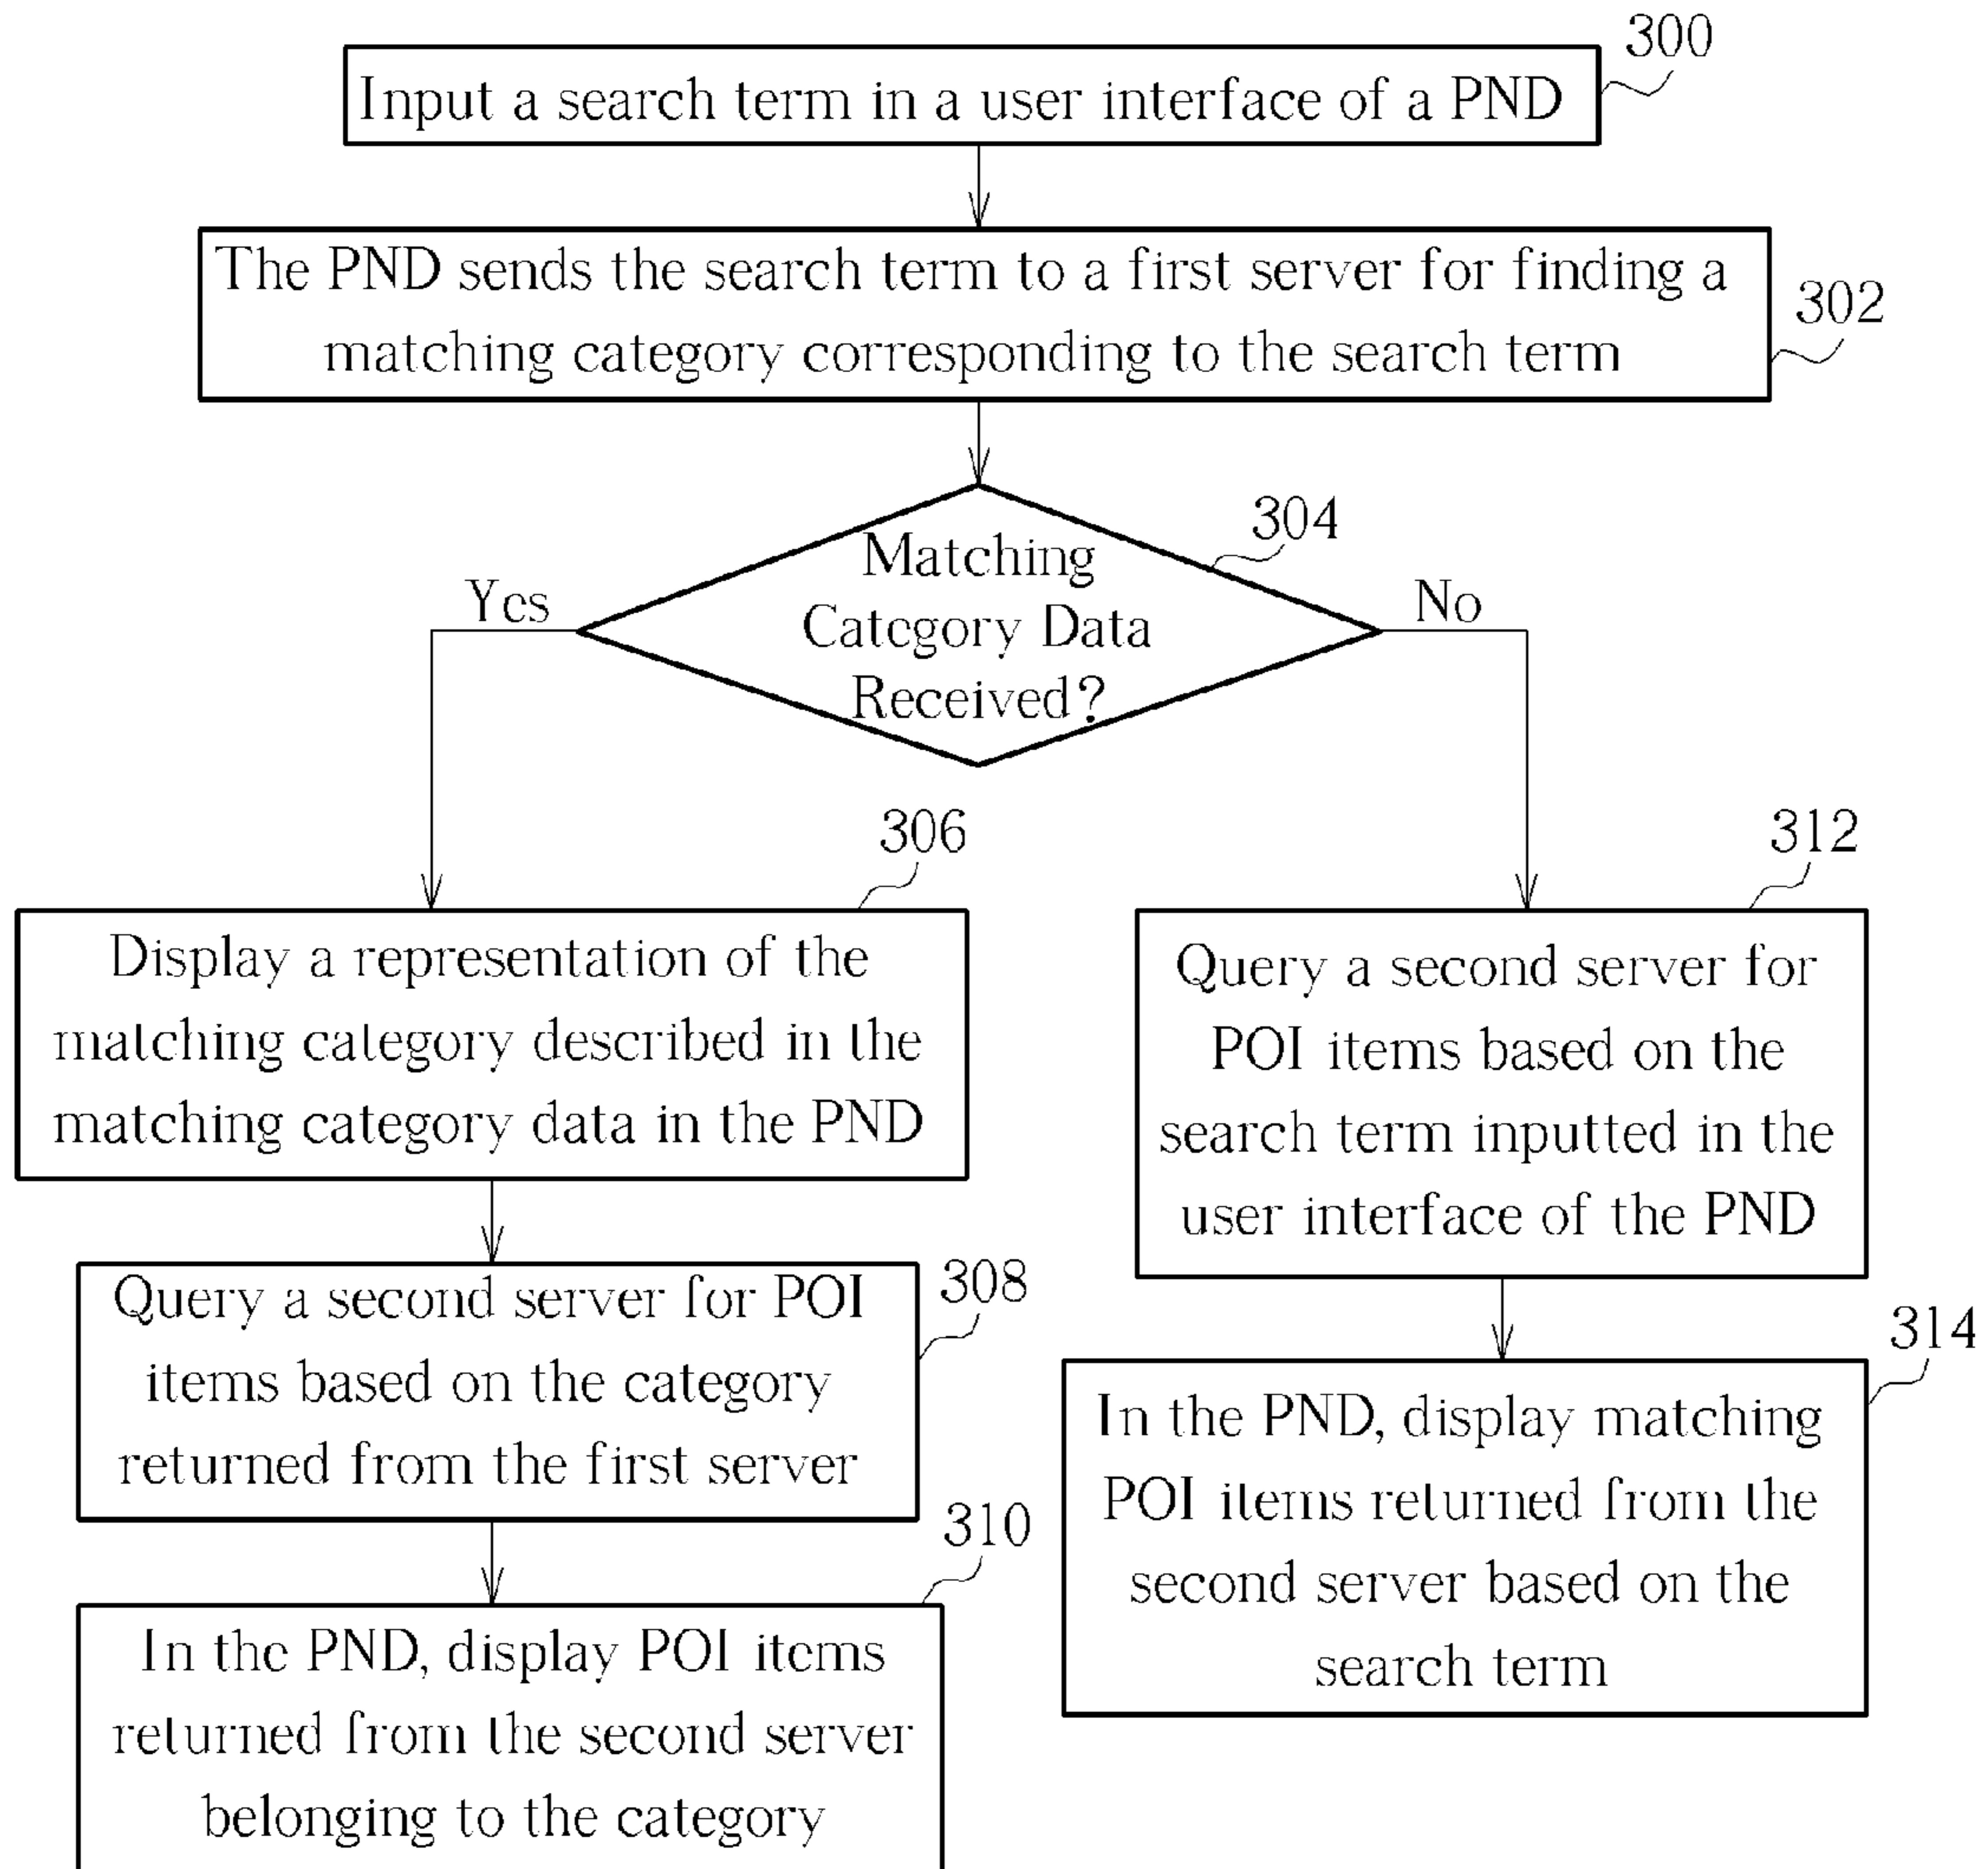 300
Input a search term in a user interface of a PND
The PND sends the search term to a first server for finding a
matching category corresponding to the search term
302
304
Matching
Category Data
Received?
Yes
No
306
Display a representation of the
matching category described in the
matching category data in the PND
308
Query a second server for POI
items based on the category
returned from the first server
310
In the PND, display POI items
returned from the second server
belonging to the category
312
Query a second server for
POI items based on the
search term inputted in the
user interface of the PND
314
In the PND, display matching
POI items returned from the
second server based on the
search term